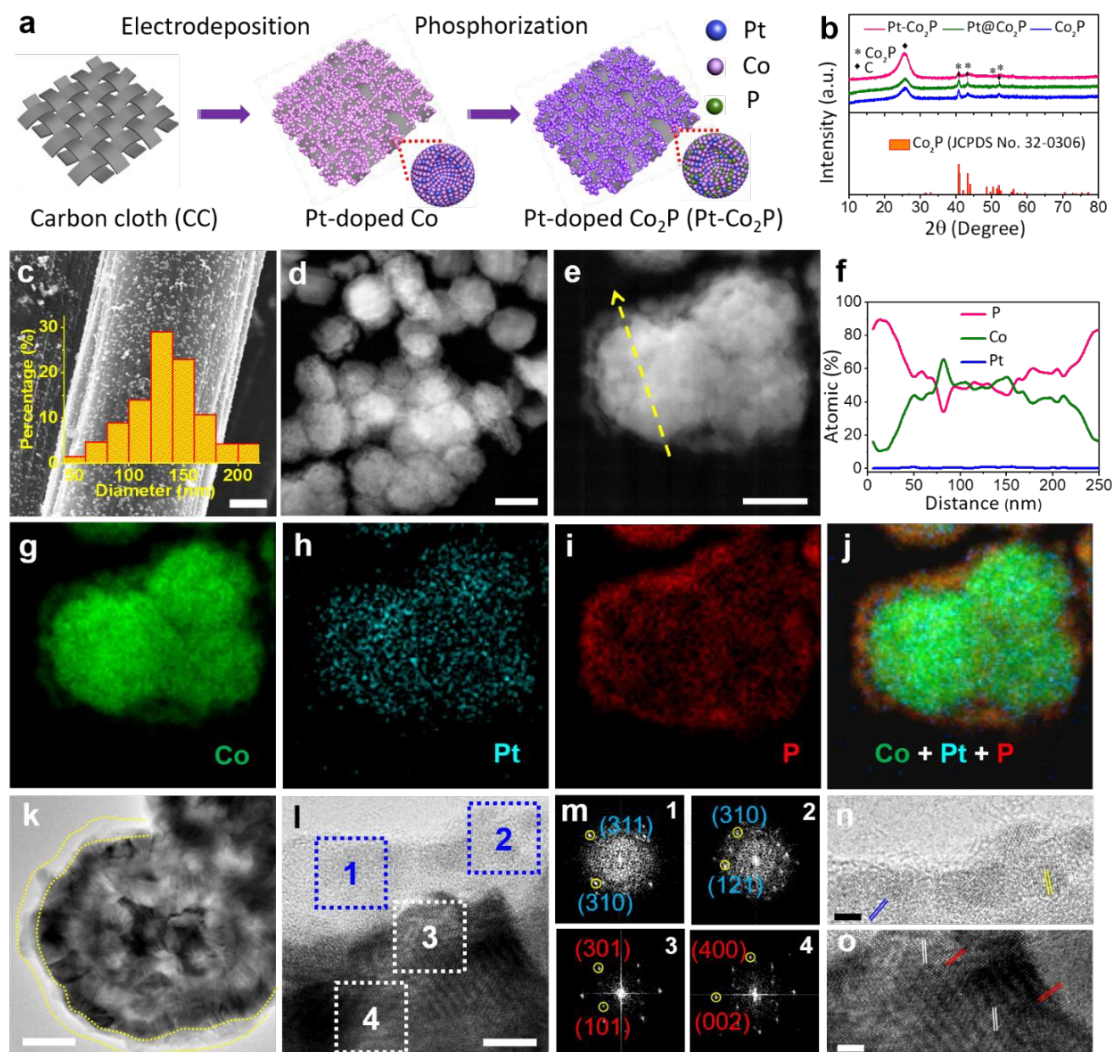 a
Electrodeposition
Phosphorization
Pt
Co
P
Carbon cloth (CC)
Pt-doped Co
Pt-doped Co₂P (Pt-Co₂P)
b
Pt-Co₂P Pt@Co₂P Co₂P
* Co₂P
♦ C
♦
* * * *
Co₂P (JCPDS No. 32-0306)
Intensity (a.u.)
10 20 30 40 50 60 70 80
2θ (Degree)
c
Percentage (%)
30
20
10
0
50 100 150 200
Diameter (nm)
d
e
f
100
80
60
40
20
0
Atomic (%)
P
Co
Pt
0 50 100 150 200 250
Distance (nm)
g
Co
h
Pt
i
P
j
Co + Pt + P
k
l
1
2
3
4
m
1
(311)
(310)
2
(310)
(121)
3
(301)
(101)
4
(400)
(002)
n
o